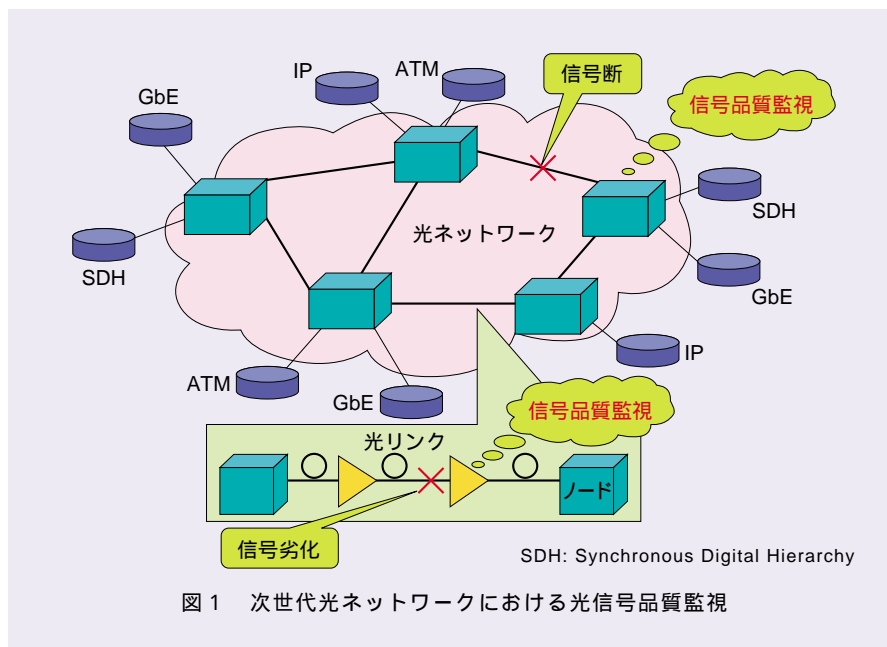 IP
ATM
信号断
GbE
信号品質監視
SDH
光ネットワーク
SDH
GbE
IP
ATM
GbE
信号品質監視
光リンク
ノード
信号劣化
SDH: Synchronous Digital Hierarchy
図1 次世代光ネットワークにおける光信号品質監視